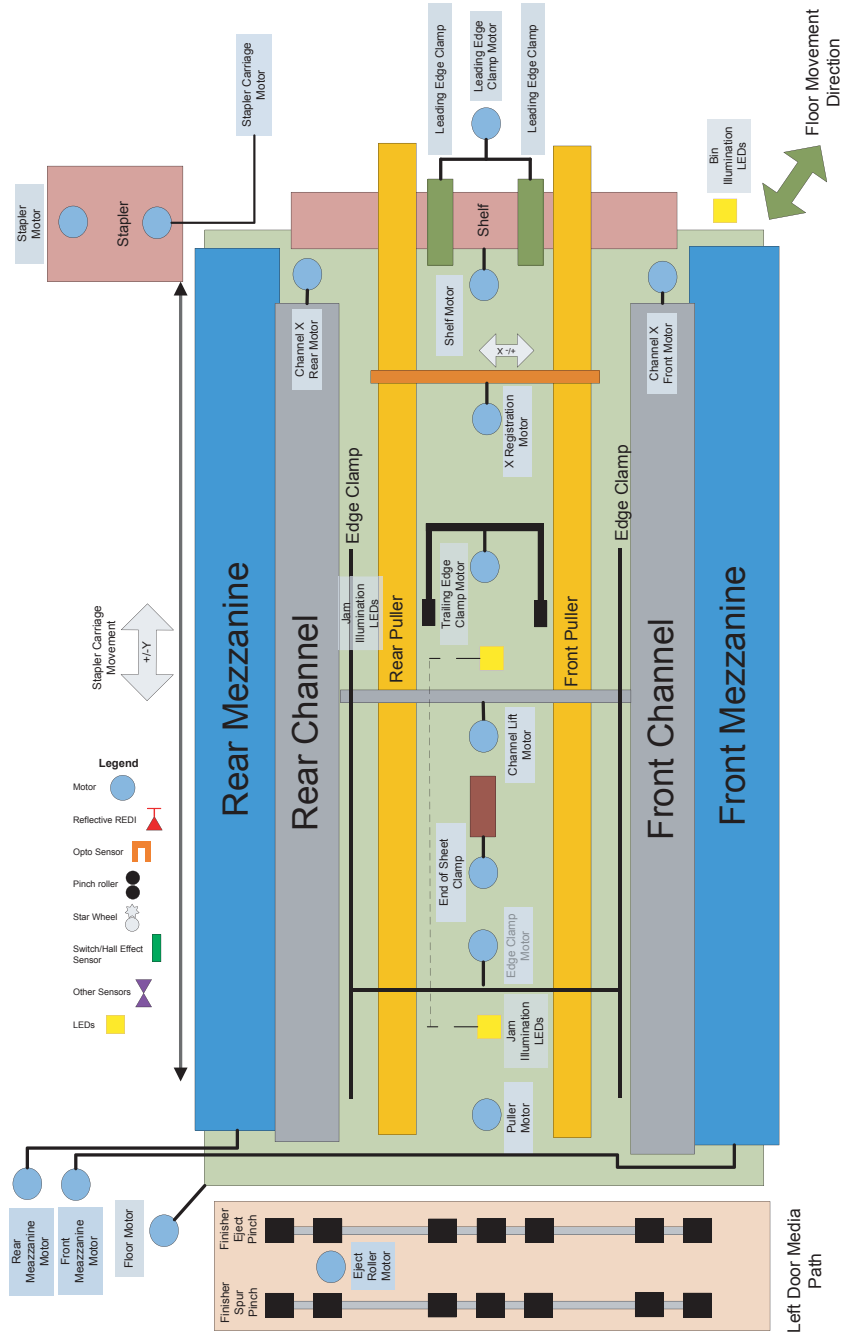 Stapler
Motor
Stapler
Stapler Carriage
Motor
Leading Edge Clamp
Leading Edge
Clamp Motor
Leading Edge Clamp
Bin
Illumination
LEDs
Floor Movement
Direction
Shelf
Shelf Motor
Channel X
Rear Motor
Channel X
Front Motor
X -/+
X Registration
Motor
Stapler Carriage
Movement
+/-Y
Edge Clamp
Edge Clamp
Trailing Edge
Clamp Motor
Jam
Illumination
LEDs
Rear Mezzanine
Rear Channel
Rear Puller
Front Puller
Front Channel
Front Mezzanine
Channel Lift
Motor
End of Sheet
Clamp
Edge Clamp
Motor
Jam
Illumination
LEDs
Puller
Motor
Legend
Motor
Reflective REDI
Opto Sensor
Pinch roller
Star Wheel
Switch/Hall Effect
Sensor
Other Sensors
LEDs
Rear
Meazzanine
Motor
Front
Meazzanine
Motor
Floor Motor
Finisher
Eject
Pinch
Eject
Roller
Motor
Finisher
Spur
Pinch
Left Door Media
Path